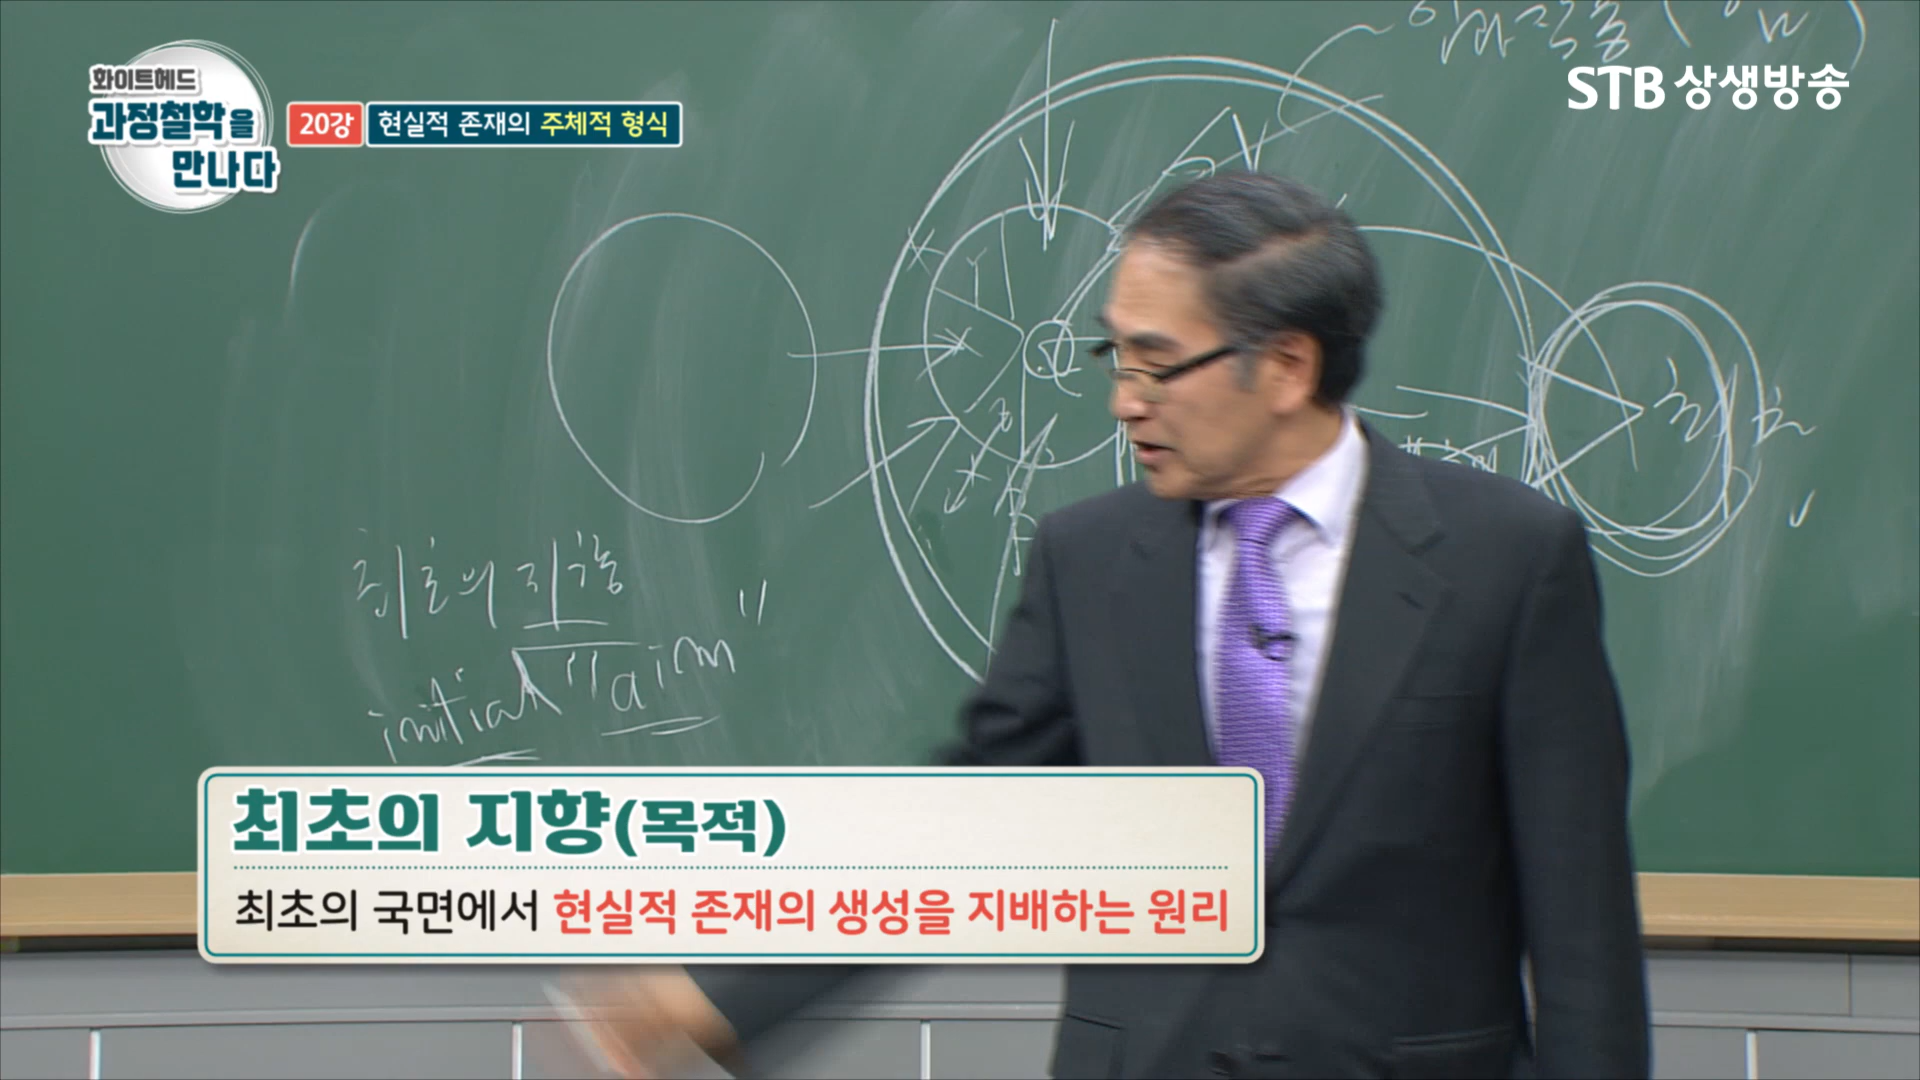 화이트헤드
과정철학을
만나다
20강 현실적 존재의 주체적 형식
STB 상생방송
최초
최초의 지향
initial "aim"
최초의 지향(목적)
최초의 국면에서 현실적 존재의 생성을 지배하는 원리